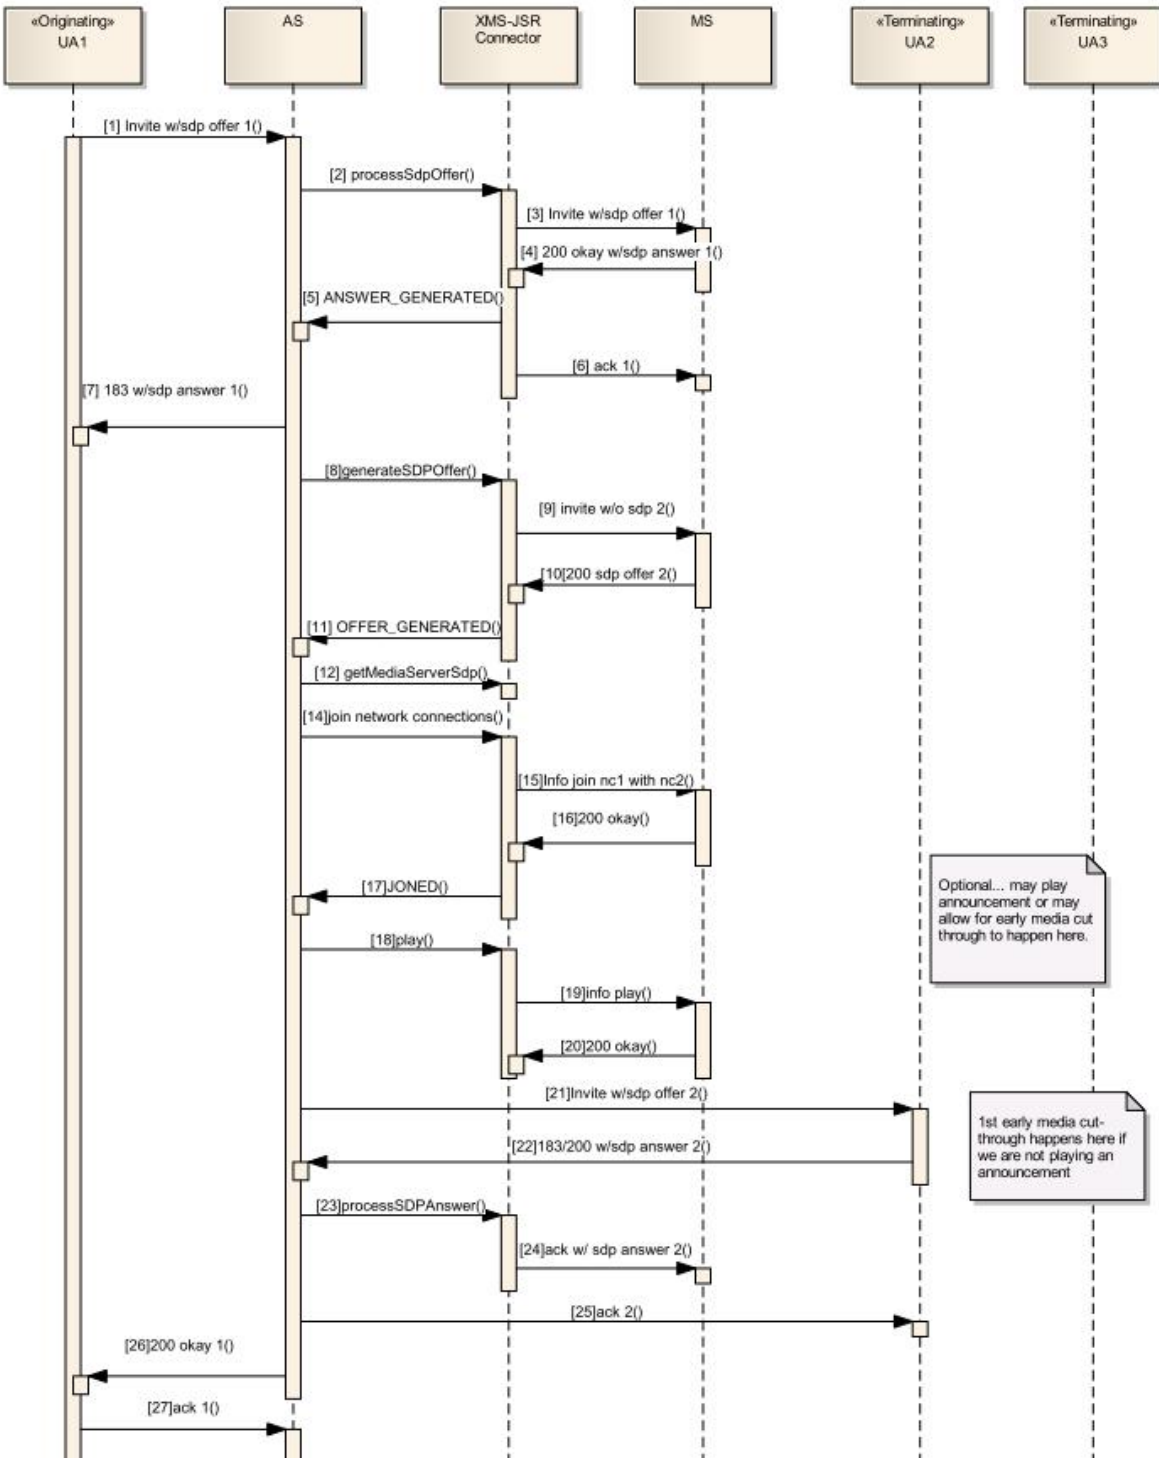 «Originating»
UA1
AS
XMS-JSR
Connector
MS
«Terminating»
UA2
«Terminating»
UA3
[1] Invite w/sdp offer 1()
[2] processSdpOffer()
[3] Invite w/sdp offer 1()
[4] 200 okay w/sdp answer 1()
[5] ANSWER_GENERATED()
[6] ack 1()
[7] 183 w/sdp answer 1()
[8]generateSDPOffer()
[9] invite w/o sdp 2()
[10[200 sdp offer 2()
[11] OFFER_GENERATED()
[12] getMediaServerSdp()
[14]join network connections()
[15]Info join nc1 with nc2()
[16]200 okay()
[17]JONED()
Optional... may play
announcement or may
allow for early media cut
through to happen here.
[18]play()
[19]info play()
[20]200 okay()
[21]Invite w/sdp offer 2()
1st early media cut-
through happens here if
we are not playing an
announcement
[22]183/200 w/sdp answer 2()
[23]processSDPAnswer()
[24]ack w/ sdp answer 2()
[25]ack 2()
[26]200 okay 1()
[27]ack 1()